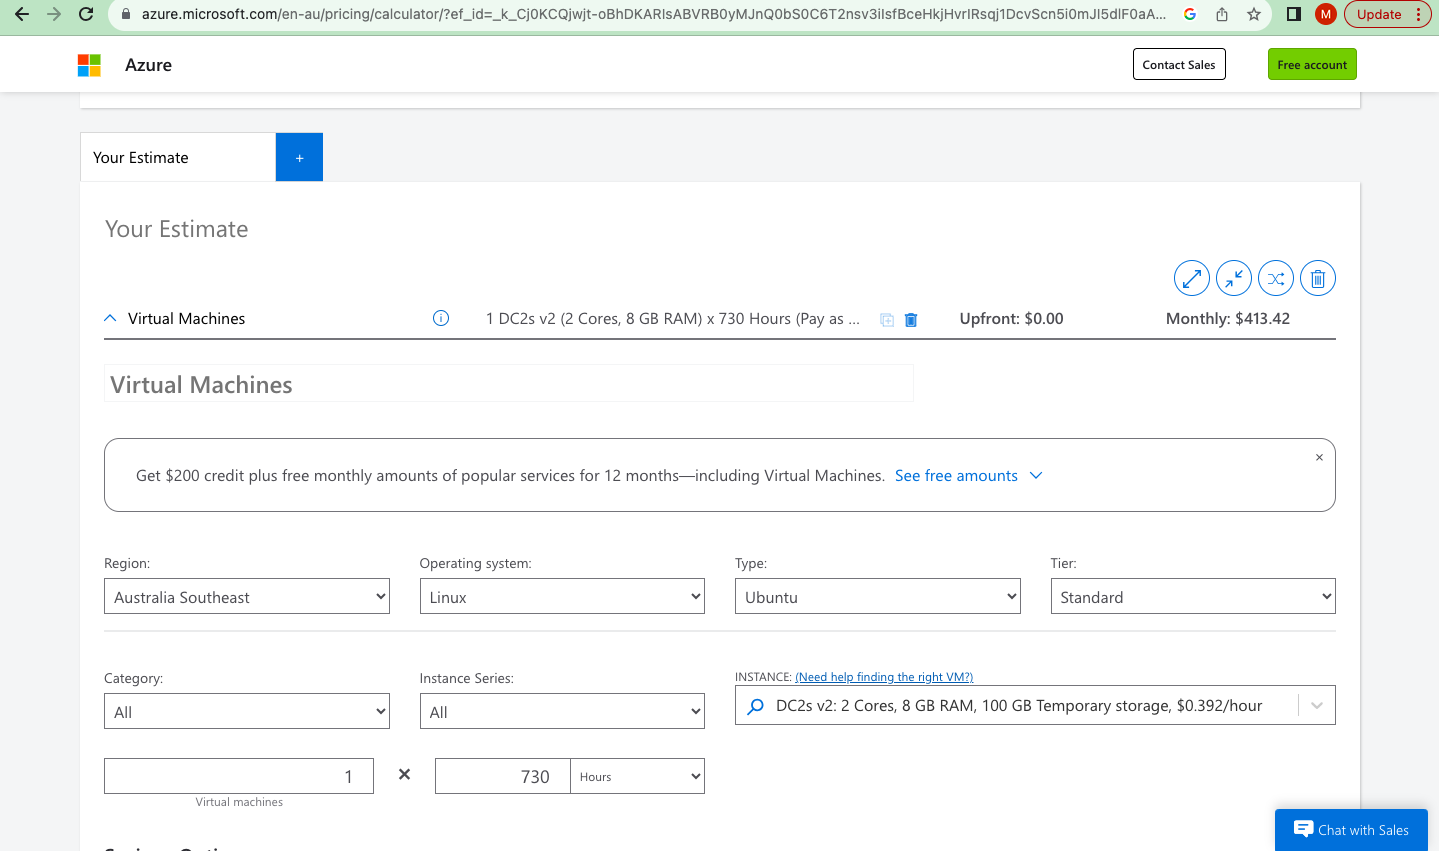 azure.microsoft.com/en-au/pricing/calculator/?ef_id=_k_Cj0KCQjwjt-oBhDKARIsABVRB0yMJnQ0bS0C6T2nsv3iIsfBceHkjHvrIRsqj1DcvScn5i0mJI5dlF0aA...
M
Update
Azure
Contact Sales
Free account
Your Estimate
+
Your Estimate
Virtual Machines
1 DC2s v2 (2 Cores, 8 GB RAM) x 730 Hours (Pay as ...
Upfront: $0.00
Monthly: $413.42
Virtual Machines
Get $200 credit plus free monthly amounts of popular services for 12 months—including Virtual Machines. See free amounts
Region:
Operating system:
Type:
Tier:
Australia Southeast
Linux
Ubuntu
Standard
Category:
Instance Series:
INSTANCE: (Need help finding the right VM?)
All
All
DC2s v2: 2 Cores, 8 GB RAM, 100 GB Temporary storage, $0.392/hour
1
×
730
Hours
Virtual machines
Chat with Sales